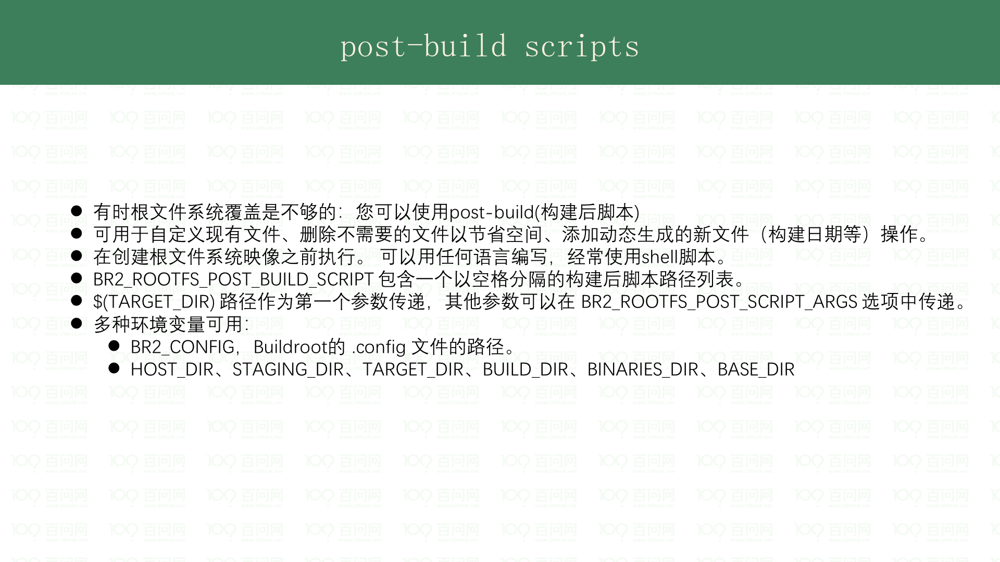 post-build scripts
● 有时根文件系统覆盖是不够的：您可以使用post-build(构建后脚本)
● 可用于自定义现有文件、删除不需要的文件以节省空间、添加动态生成的新文件（构建日期等）操作。
● 在创建根文件系统映像之前执行。 可以用任何语言编写，经常使用shell脚本。
● BR2_ROOTFS_POST_BUILD_SCRIPT 包含一个以空格分隔的构建后脚本路径列表。
● $(TARGET_DIR) 路径作为第一个参数传递，其他参数可以在 BR2_ROOTFS_POST_SCRIPT_ARGS 选项中传递。
● 多种环境变量可用：
● BR2_CONFIG，Buildroot的 .config 文件的路径。
● HOST_DIR、STAGING_DIR、TARGET_DIR、BUILD_DIR、BINARIES_DIR、BASE_DIR